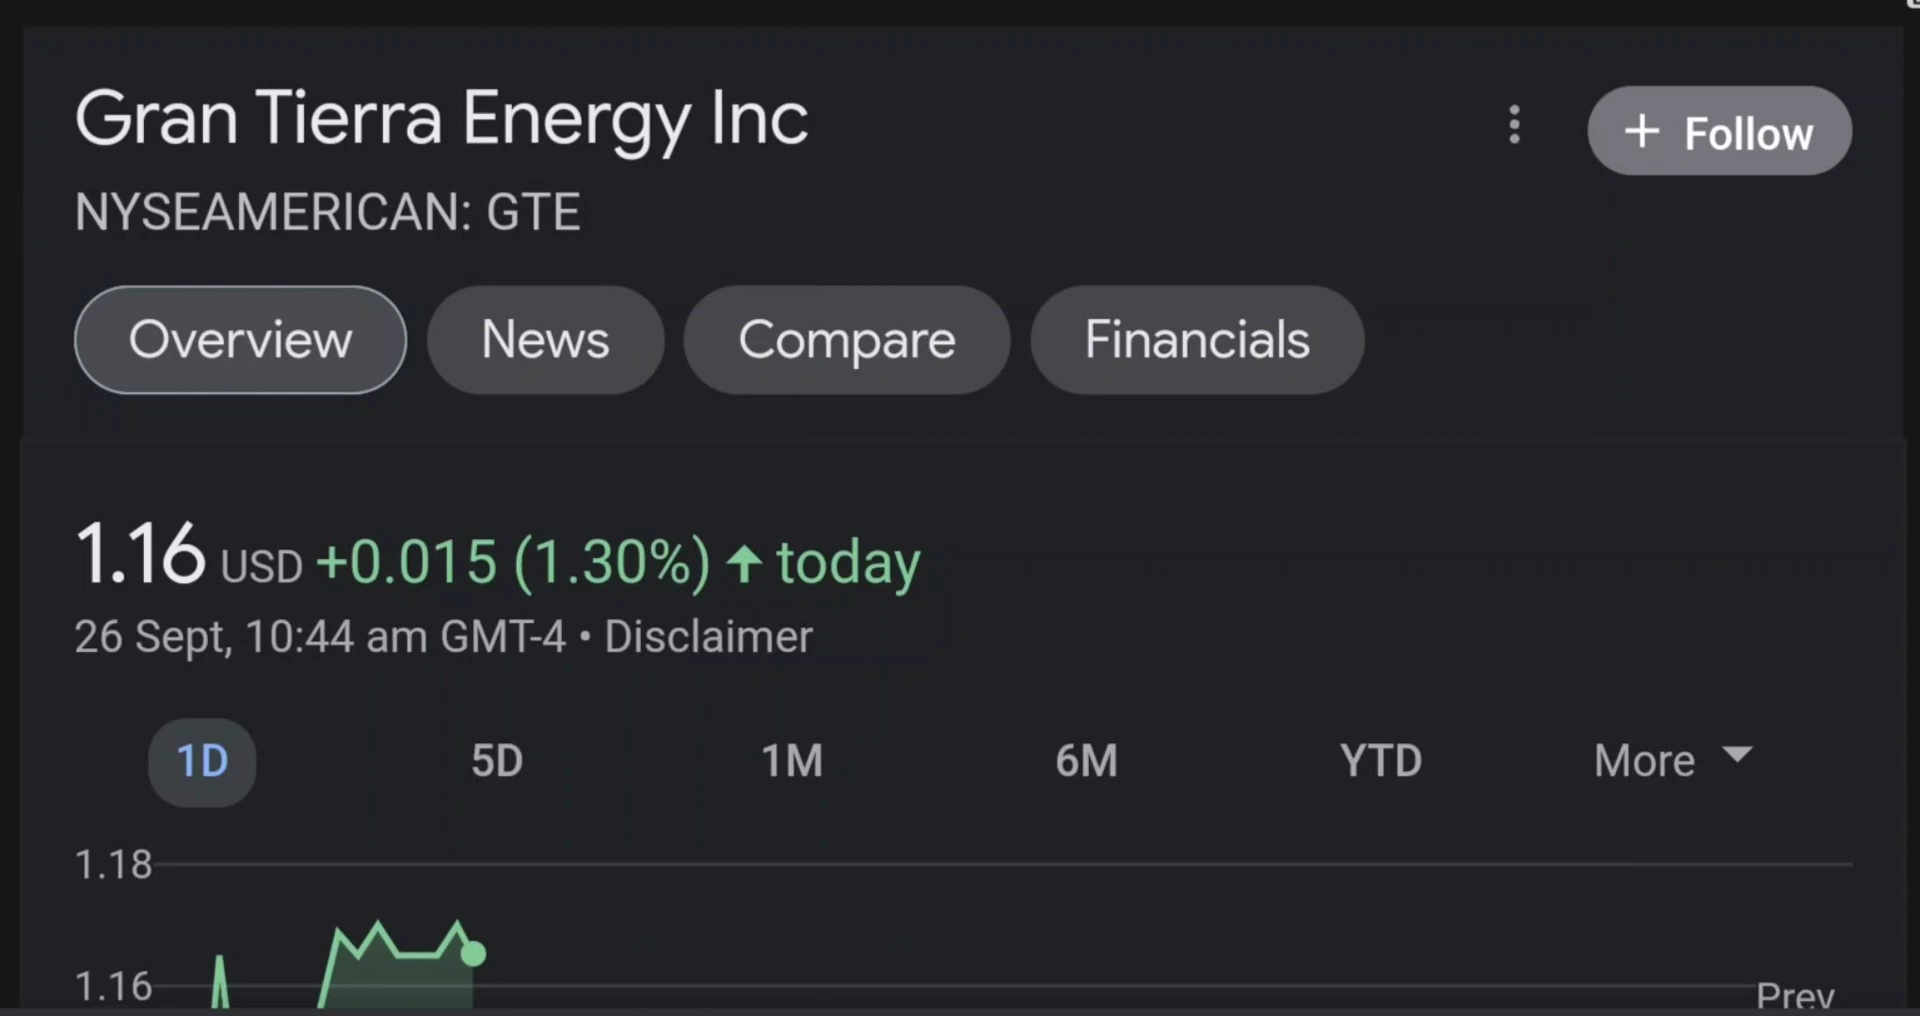 Gran Tierra Energy Inc
+ Follow
NYSEAMERICAN: GTE
Overview News Compare Financials
1.16 USD +0.015 (1.30%) ↑ today
26 Sept, 10:44 am GMT-4 • Disclaimer
1D 5D 1M 6M YTD More
1.18
1.16
Prev